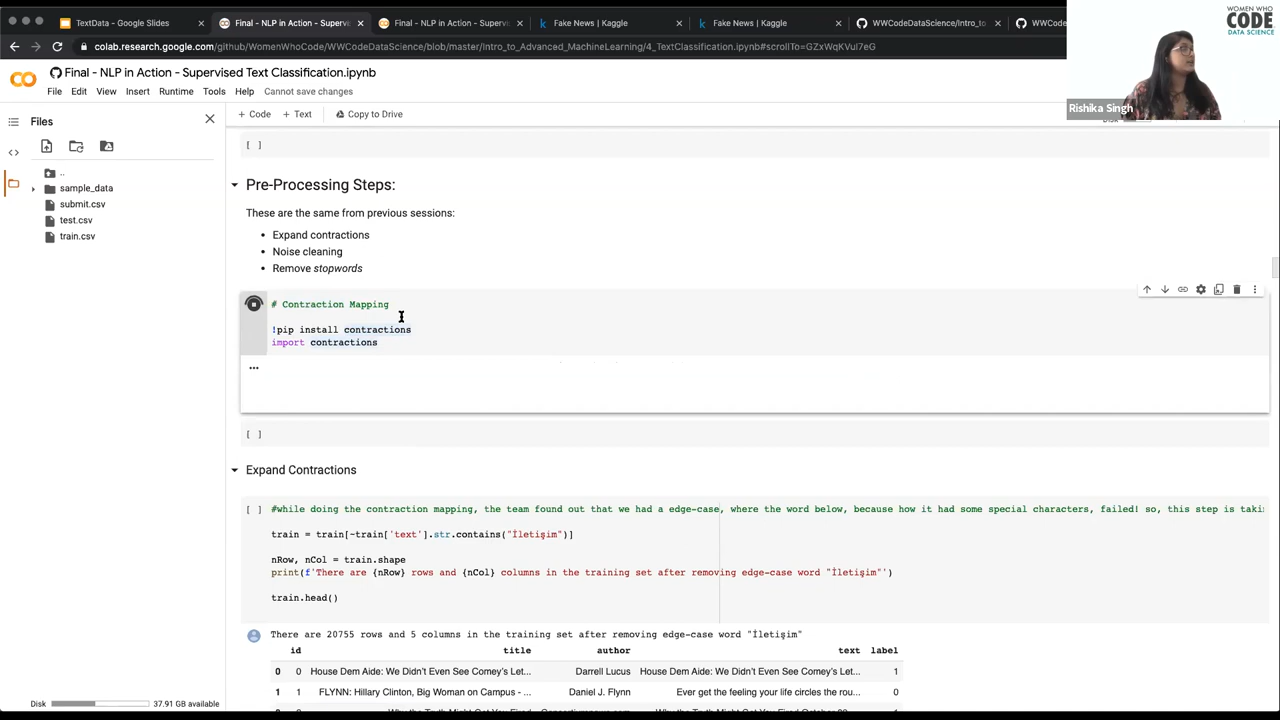 TextData - Google Slides
Final - NLP in Action - Supervis
Final - NLP in Action - Superv
Fake News | Kaggle
Fake News | Kaggle
WWCodeDataScience/Intro_to
WWCode
WOMEN WHO
CODE
DATA SCIENCE
colab.research.google.com/github/WomenWhoCode/WWCodeDataScience/blob/master/Intro_to_Advanced_MachineLearning/4_TextClassification.ipynb#scrollTo=GZxWqKVul7eG
Final - NLP in Action - Supervised Text Classification.ipynb
File Edit View Insert Runtime Tools Help Cannot save changes
Rishika Singh
Files
+ Code + Text Copy to Drive
Disk
..
sample_data
submit.csv
test.csv
train.csv
[ ]
Pre-Processing Steps:
These are the same from previous sessions:
• Expand contractions
• Noise cleaning
• Remove stopwords
# Contraction Mapping
!pip install contractions
import contractions
...
[ ]
Expand Contractions
[ ] #while doing the contraction mapping, the team found out that we had a edge-case, where the word below, because how it had some special characters, failed! so, this step is taki
train = train[~train['text'].str.contains("İletişim")]
nRow, nCol = train.shape
print(f'There are {nRow} rows and {nCol} columns in the training set after removing edge-case word "İletişim"')
train.head()
There are 20755 rows and 5 columns in the training set after removing edge-case word "İletişim"
id title author text label
0 0 House Dem Aide: We Didn't Even See Comey's Let... Darrell Lucus House Dem Aide: We Didn't Even See Comey's Let... 1
1 1 FLYNN: Hillary Clinton, Big Woman on Campus - ... Daniel J. Flynn Ever get the feeling your life circles the rou... 0
Disk 37.91 GB available